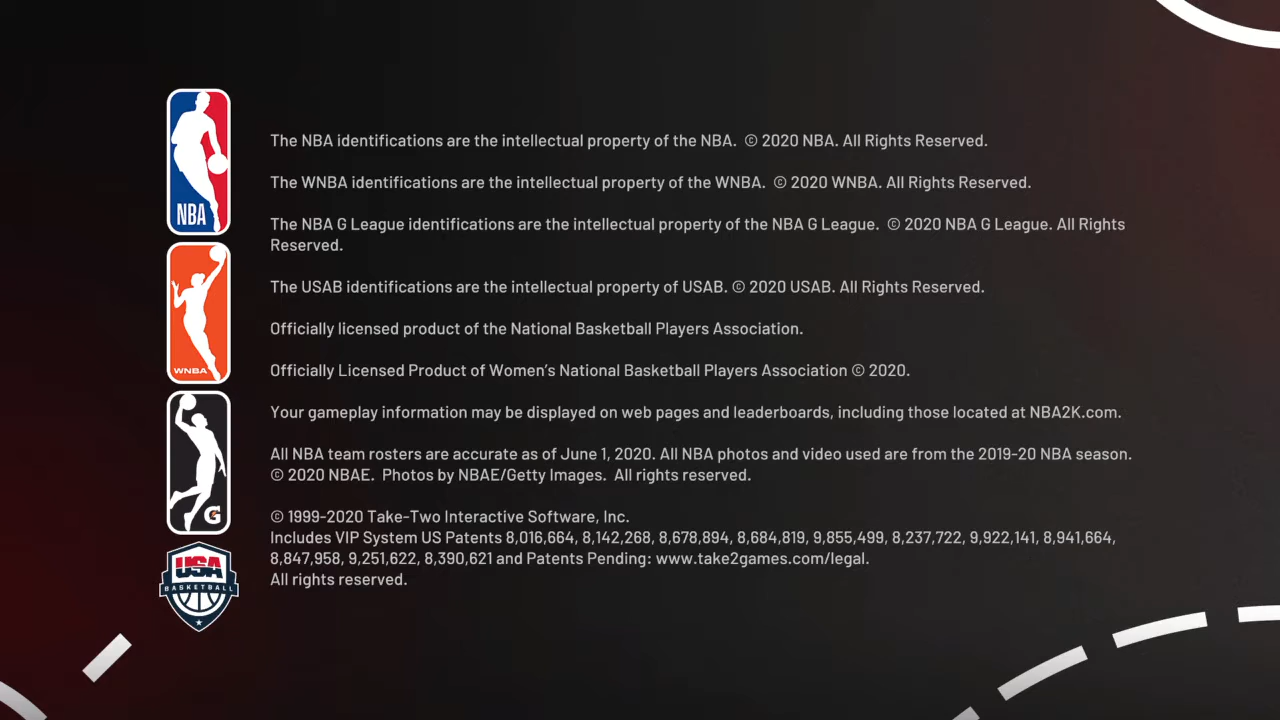 NBA
The NBA identifications are the intellectual property of the NBA.  © 2020 NBA. All Rights Reserved.
The WNBA identifications are the intellectual property of the WNBA.  © 2020 WNBA. All Rights Reserved.
The NBA G League identifications are the intellectual property of the NBA G League.  © 2020 NBA G League. All Rights
Reserved.
WNBA
The USAB identifications are the intellectual property of USAB. © 2020 USAB. All Rights Reserved.
Officially licensed product of the National Basketball Players Association.
Officially Licensed Product of Women’s National Basketball Players Association © 2020.
G
Your gameplay information may be displayed on web pages and leaderboards, including those located at NBA2K.com.
All NBA team rosters are accurate as of June 1, 2020. All NBA photos and video used are from the 2019-20 NBA season.
© 2020 NBAE.  Photos by NBAE/Getty Images.  All rights reserved.
© 1999-2020 Take-Two Interactive Software, Inc.
Includes VIP System US Patents 8,016,664, 8,142,268, 8,678,894, 8,684,819, 9,855,499, 8,237,722, 9,922,141, 8,941,664,
8,847,958, 9,251,622, 8,390,621 and Patents Pending: www.take2games.com/legal.
All rights reserved.
USA
BASKETBALL